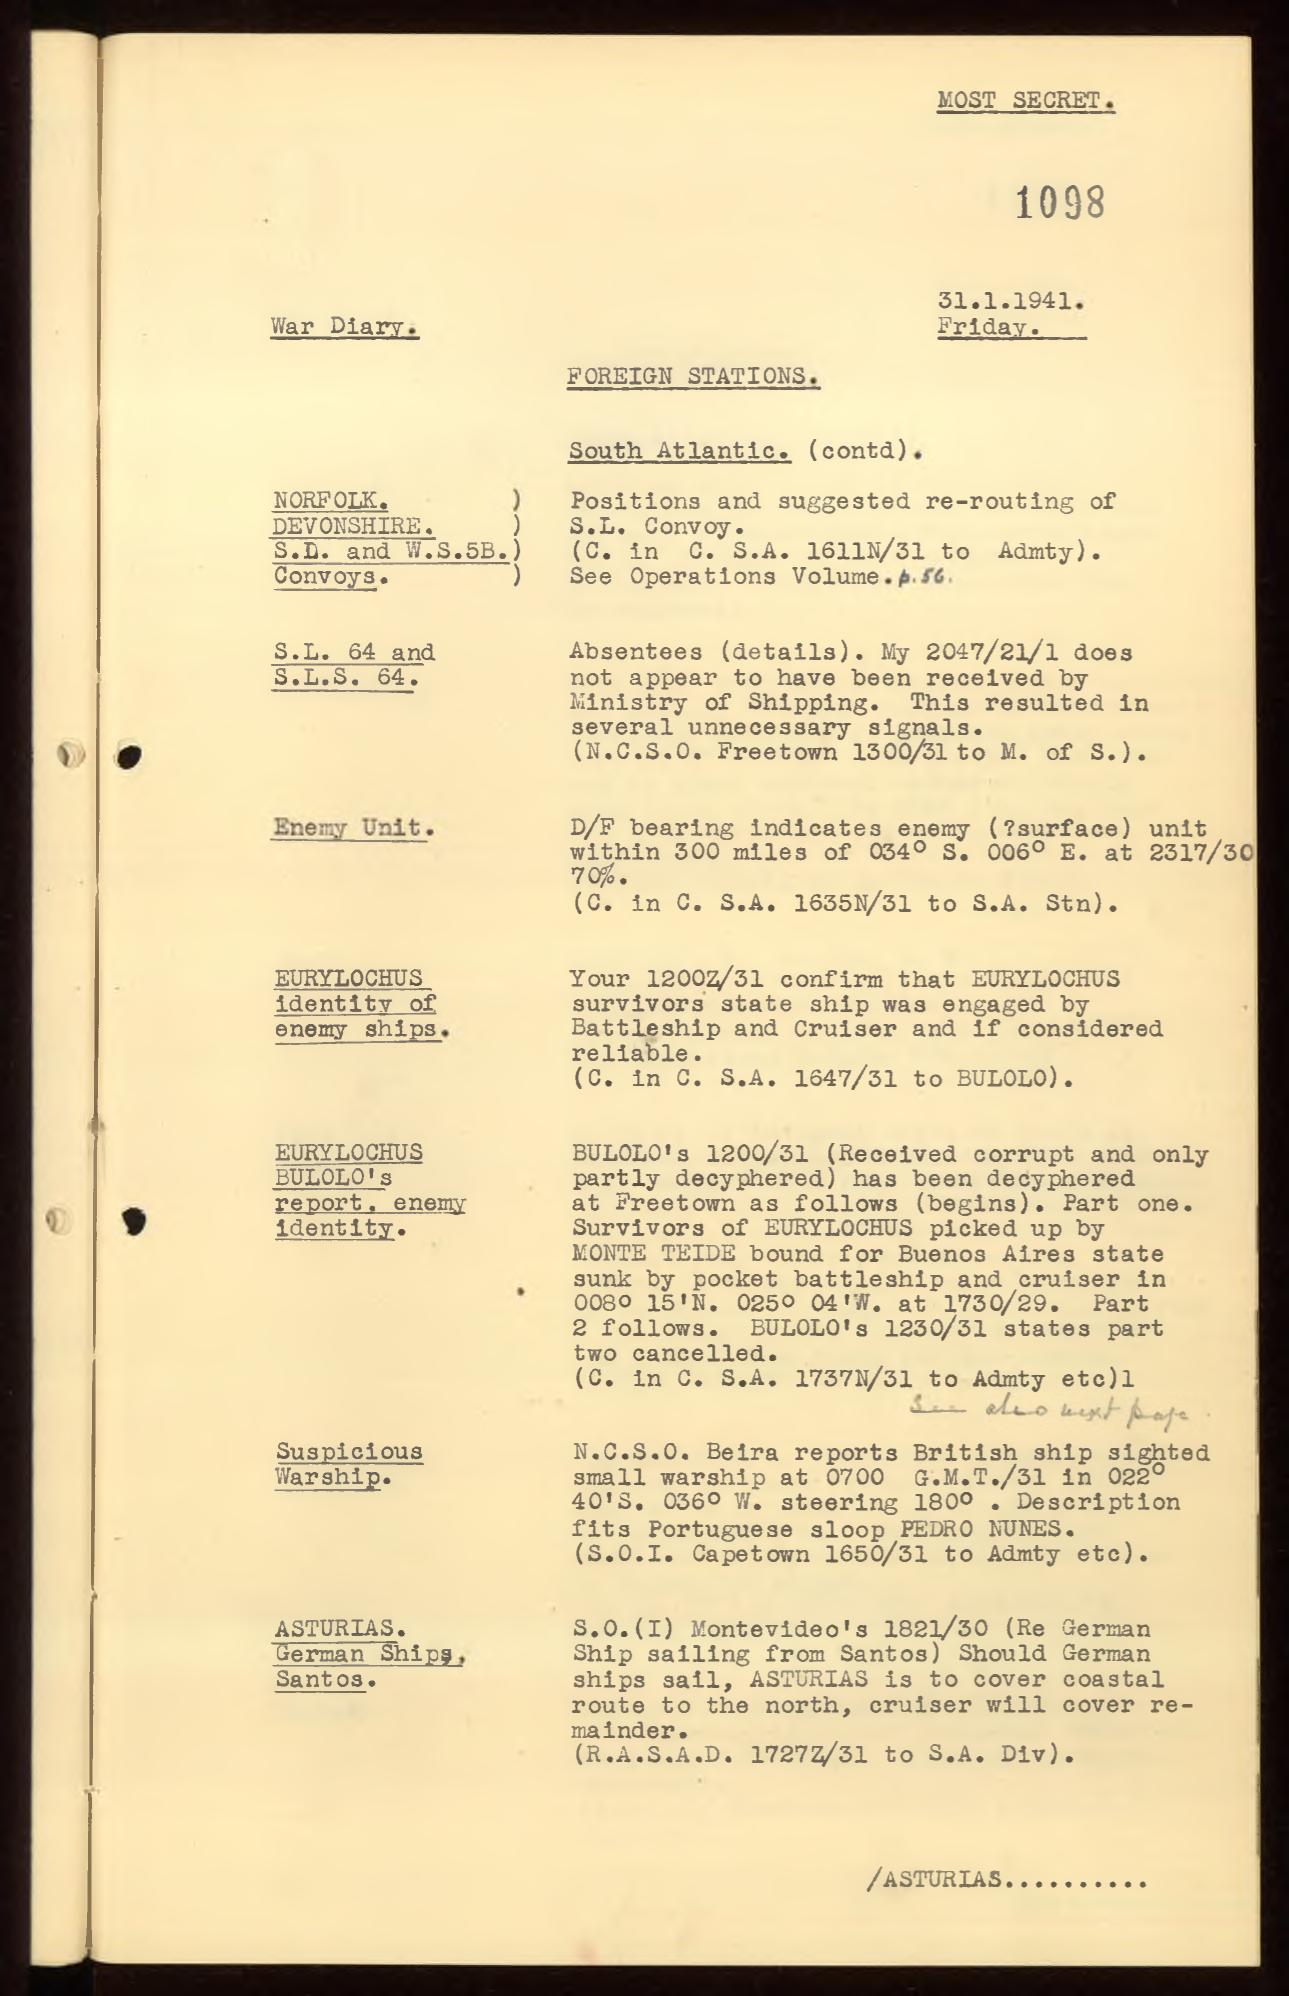 MOST SECRET.
1098
31.1.1941.
War Diary.
Friday.
FOREIGN STATIONS.
South Atlantic. (contd).
NORFOLK. ) Positions and suggested re-routing of
DEVONSHIRE. ) S.L. Convoy.
S.L. and W.S.5B.) (C. in C. S.A. 1611N/31 to Admty).
Convoys. ) See Operations Volume. p.56.
S.L. 64 and Absentees (details). My 2047/21/1 does
S.L.S. 64. not appear to have been received by
Ministry of Shipping. This resulted in
several unnecessary signals.
(N.C.S.O. Freetown 1300/31 to M. of S.).
Enemy Unit. D/F bearing indicates enemy (?surface) unit
within 300 miles of 034° S. 006° E. at 2317/30
70%.
(C. in C. S.A. 1635N/31 to S.A. Stn).
EURYLOCHUS Your 1200Z/31 confirm that EURYLOCHUS
identity of survivors state ship was engaged by
enemy ships. Battleship and Cruiser and if considered
reliable.
(C. in C. S.A. 1647/31 to BULOLO).
EURYLOCHUS BULOLO's 1200/31 (Received corrupt and only
BULOLO's partly decyphered) has been decyphered
report. enemy at Freetown as follows (begins). Part one.
identity. Survivors of EURYLOCHUS picked up by
MONTE TEIDE bound for Buenos Aires state
sunk by pocket battleship and cruiser in
008° 15'N. 025° 04'W. at 1730/29. Part
2 follows. BULOLO's 1230/31 states part
two cancelled.
(C. in C. S.A. 1737N/31 to Admty etc)l
See also next page.
Suspicious N.C.S.O. Beira reports British ship sighted
Warship. small warship at 0700 G.M.T./31 in 022°
40'S. 036° W. steering 180° . Description
fits Portuguese sloop PEDRO NUNES.
(S.O.I. Capetown 1650/31 to Admty etc).
ASTURIAS. S.O.(I) Montevideo's 1821/30 (Re German
German Ships, Ship sailing from Santos) Should German
Santos. ships sail, ASTURIAS is to cover coastal
route to the north, cruiser will cover re-
mainder.
(R.A.S.A.D. 1727Z/31 to S.A. Div).
/ASTURIAS..........